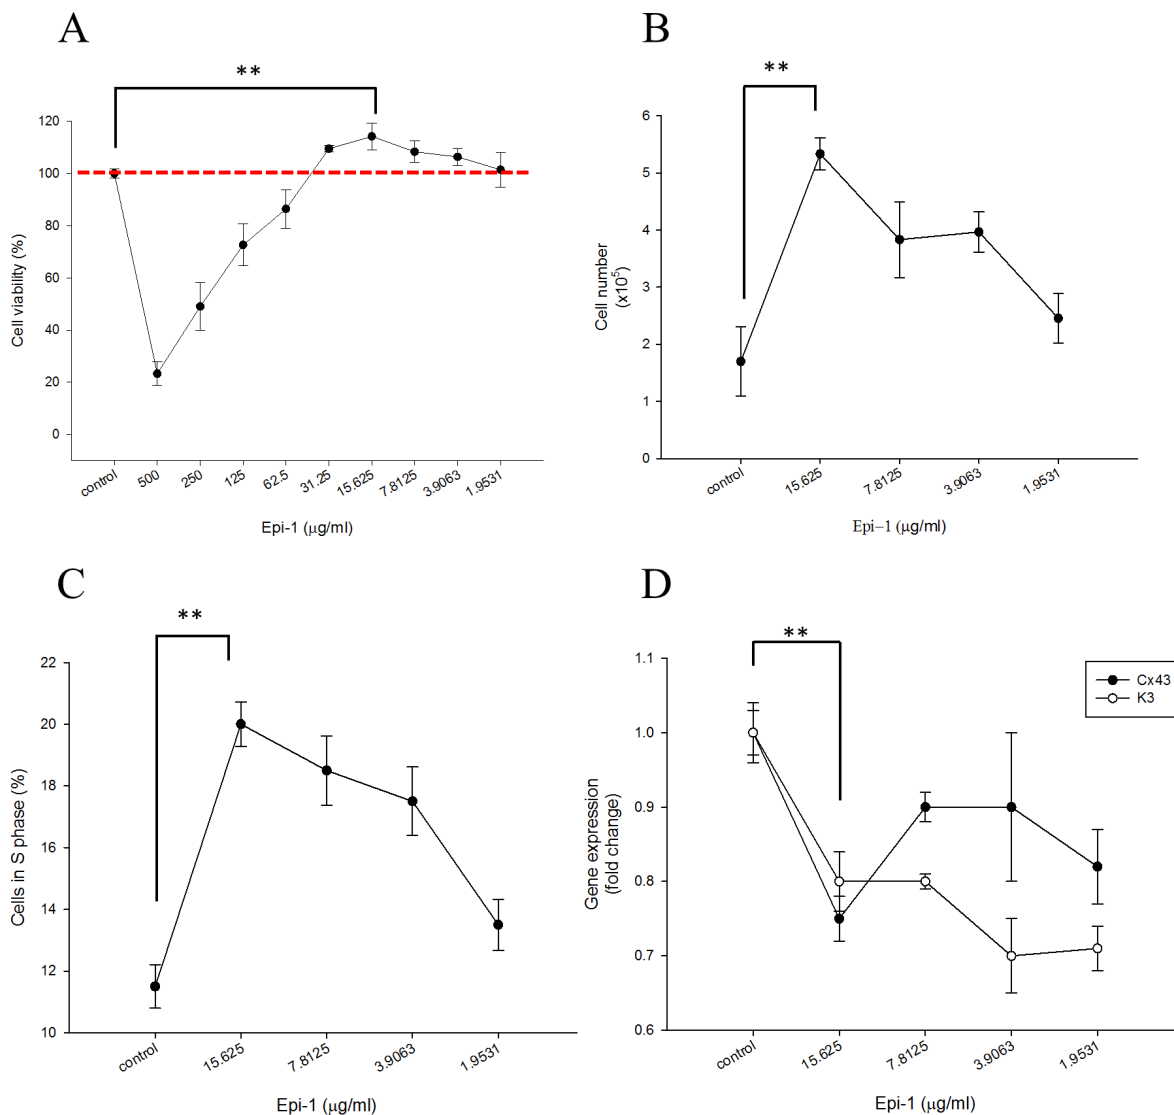 A
**
120
100
80
60
40
20
0
Cell viability (%)
control
500
250
125
62.5
31.25
15.625
7.8125
3.9063
1.9531
Epi-1 (μg/ml)
B
**
6
5
4
3
2
1
0
Cell number
(x10⁵)
control
15.625
7.8125
3.9063
1.9531
Epi-1 (μg/ml)
C
**
22
20
18
16
14
12
10
Cells in S phase (%)
control
15.625
7.8125
3.9063
1.9531
Epi-1 (μg/ml)
D
**
1.1
1.0
0.9
0.8
0.7
0.6
Gene expression
(fold change)
Cx43
K3
control
15.625
7.8125
3.9063
1.9531
Epi-1 (μg/ml)